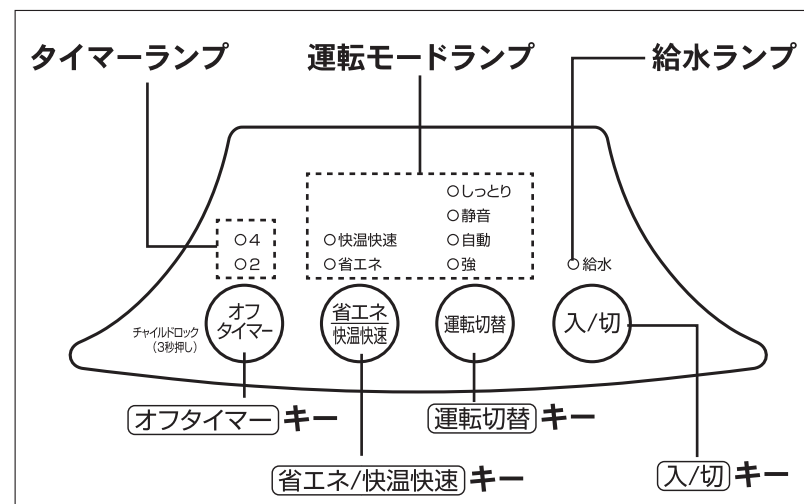 タイマーランプ 運転モードランプ 給水ランプ
しっとり
静音
4 快温快速 自動
2 省エネ 強 給水
チャイルドロック
(3秒押し)
オフ
タイマー
省エネ
快温快速
運転切替
入/切
オフタイマー キー
運転切替 キー
省エネ/快温快速 キー
入/切 キー